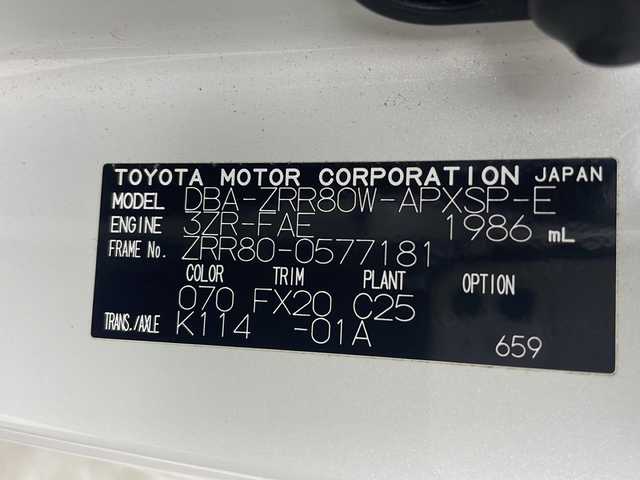 TOYOTA MOTOR CORPORATION JAPAN
MODEL DBA-ZRR80W-APXSP-E
ENGINE 3ZR-FAE 1986 mL
FRAME No. ZRR80-0577181
COLOR TRIM PLANT OPTION
070 FX20 C25
TRANS./AXLE K114 -01A
659